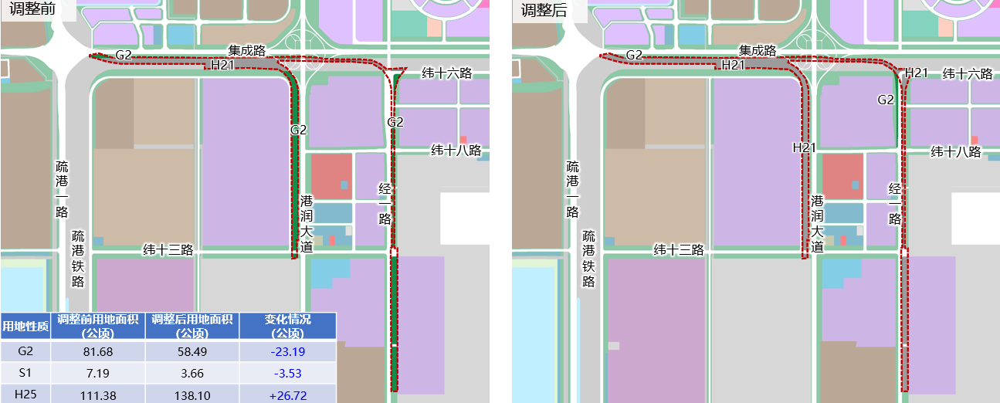 调整前
G2
集成路
H21
纬十六路
G2
G2
纬十八路
疏港一路
经一路
港润大道
疏港铁路
纬十三路
用地性质 调整前用地面积(公顷) 调整后用地面积(公顷) 变化情况(公顷)
G2 81.68 58.49 -23.19
S1 7.19 3.66 -3.53
H25 111.38 138.10 +26.72
调整后
G2
集成路
H21
H21
纬十六路
G2
H21
纬十八路
疏港一路
经一路
港润大道
疏港铁路
纬十三路